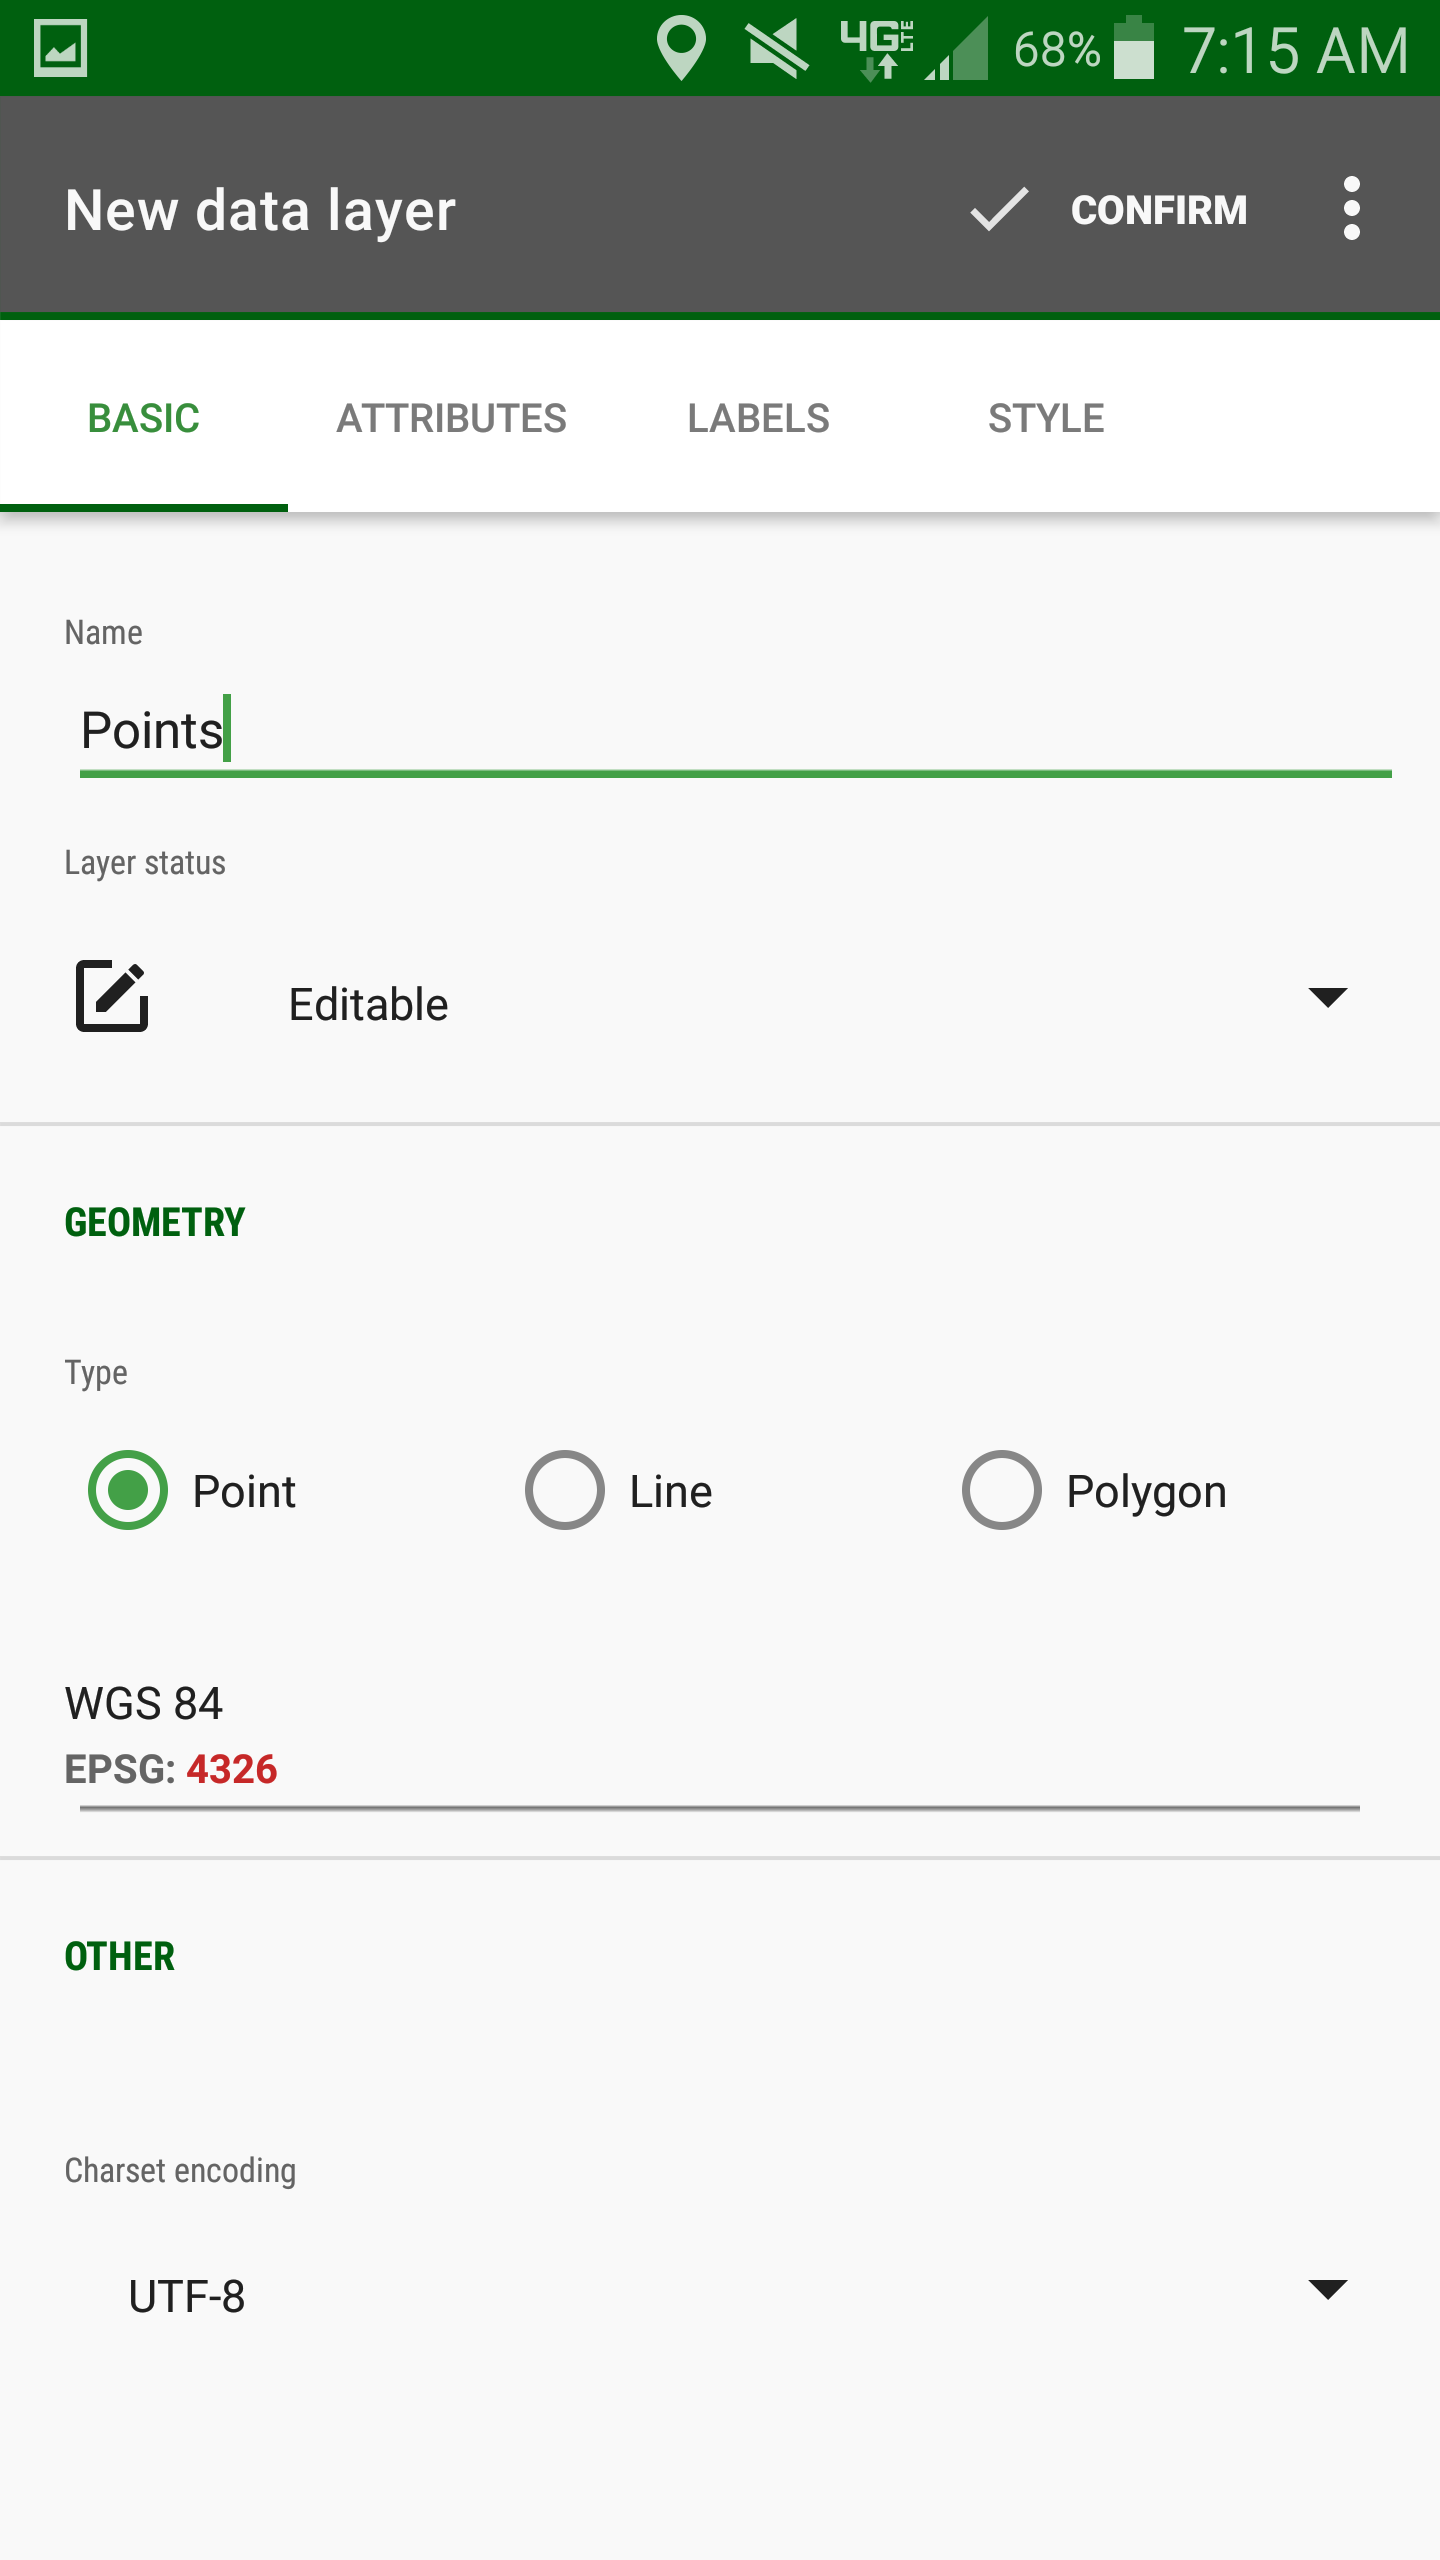 4G LTE 68% 7:15 AM
New data layer CONFIRM
BASIC ATTRIBUTES LABELS STYLE
Name
Points
Layer status
Editable
GEOMETRY
Type
Point Line Polygon
WGS 84
EPSG: 4326
OTHER
Charset encoding
UTF-8